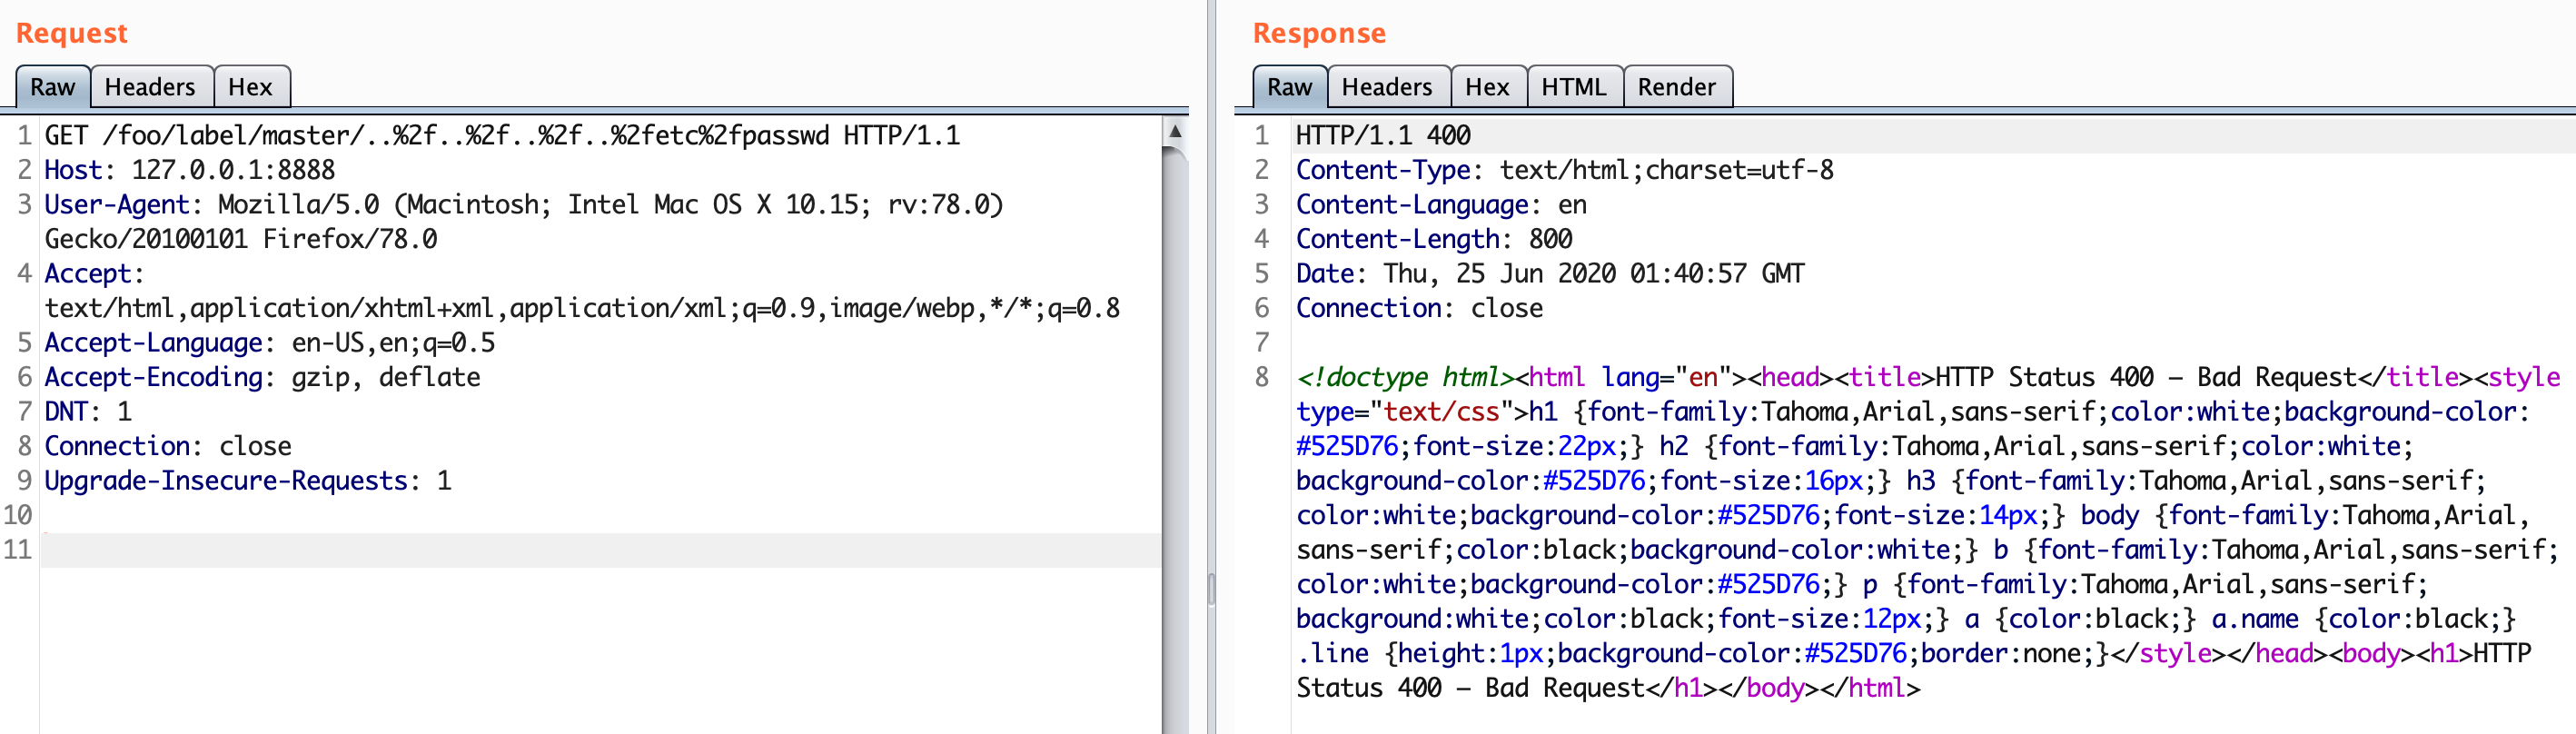 Request
Raw Headers Hex
1 GET /foo/label/master/..%2f..%2f..%2f..%2fetc%2fpasswd HTTP/1.1
2 Host: 127.0.0.1:8888
3 User-Agent: Mozilla/5.0 (Macintosh; Intel Mac OS X 10.15; rv:78.0)
Gecko/20100101 Firefox/78.0
4 Accept:
text/html,application/xhtml+xml,application/xml;q=0.9,image/webp,*/*;q=0.8
5 Accept-Language: en-US,en;q=0.5
6 Accept-Encoding: gzip, deflate
7 DNT: 1
8 Connection: close
9 Upgrade-Insecure-Requests: 1
10
11
Response
Raw Headers Hex HTML Render
1 HTTP/1.1 400
2 Content-Type: text/html;charset=utf-8
3 Content-Language: en
4 Content-Length: 800
5 Date: Thu, 25 Jun 2020 01:40:57 GMT
6 Connection: close
7
8 <!doctype html><html lang="en"><head><title>HTTP Status 400 – Bad Request</title><style
type="text/css">h1 {font-family:Tahoma,Arial,sans-serif;color:white;background-color:
#525D76;font-size:22px;} h2 {font-family:Tahoma,Arial,sans-serif;color:white;
background-color:#525D76;font-size:16px;} h3 {font-family:Tahoma,Arial,sans-serif;
color:white;background-color:#525D76;font-size:14px;} body {font-family:Tahoma,Arial,
sans-serif;color:black;background-color:white;} b {font-family:Tahoma,Arial,sans-serif;
color:white;background-color:#525D76;} p {font-family:Tahoma,Arial,sans-serif;
background:white;color:black;font-size:12px;} a {color:black;} a.name {color:black;}
.line {height:1px;background-color:#525D76;border:none;}</style></head><body><h1>HTTP
Status 400 – Bad Request</h1></body></html>